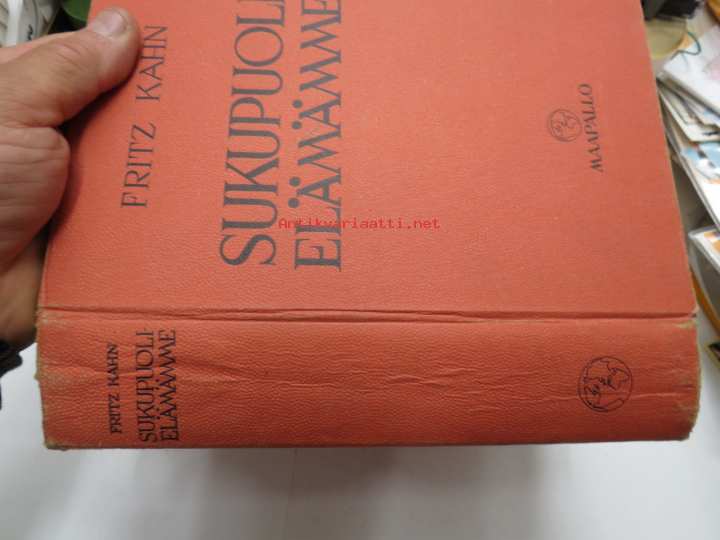 FRITZ KAHN
SUKUPUOLI
ELÄMÄMME
MAAPALLO
Antikvariaatti.net
FRITZ KAHN
SUKUPUOLI-
ELÄMÄMME